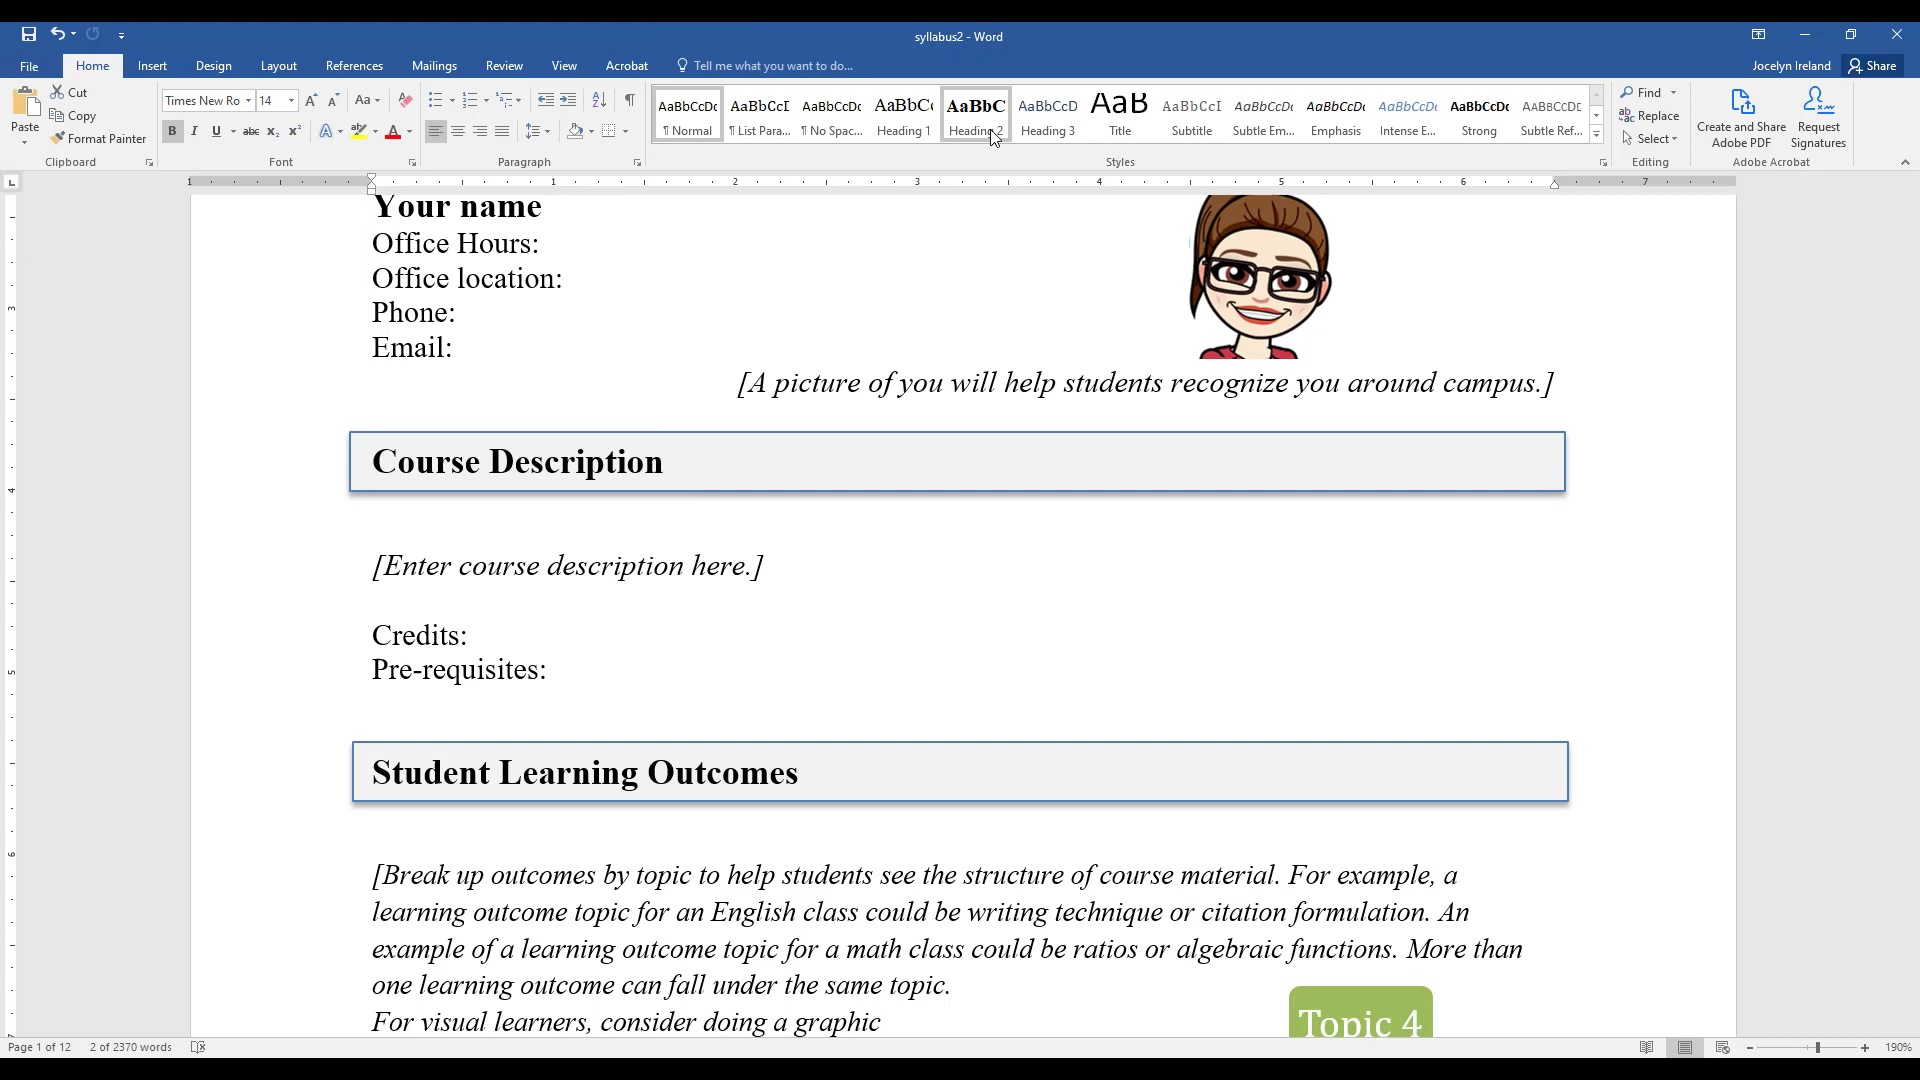 syllabus2 - Word
File Home Insert Design Layout References Mailings Review View Acrobat Tell me what you want to do... Jocelyn Ireland Share
Paste Cut Copy Format Painter Clipboard
Times New Ro 14 Font
Paragraph
AaBbCcDc ¶ Normal
AaBbCcI ¶ List Para...
AaBbCcDc ¶ No Spac...
AaBbC Heading 1
AaBbC Heading 2
AaBbCcD Heading 3
AaB Title
AaBbCcI Subtitle
AaBbCcDc Subtle Em...
AaBbCcDc Emphasis
AaBbCcDc Intense E...
AaBbCcDc Strong
AABBCCDE Subtle Ref...
Styles
Find
Replace
Select
Editing
Create and Share Adobe PDF
Request Signatures
Adobe Acrobat
1 1 2 3 4 5 6 7
Your name
Office Hours:
Office location:
Phone:
Email:
[A picture of you will help students recognize you around campus.]
Course Description
[Enter course description here.]
Credits:
Pre-requisites:
Student Learning Outcomes
[Break up outcomes by topic to help students see the structure of course material. For example, a
learning outcome topic for an English class could be writing technique or citation formulation. An
example of a learning outcome topic for a math class could be ratios or algebraic functions. More than
one learning outcome can fall under the same topic.
For visual learners, consider doing a graphic
Topic 4
Page 1 of 12 2 of 2370 words 190%